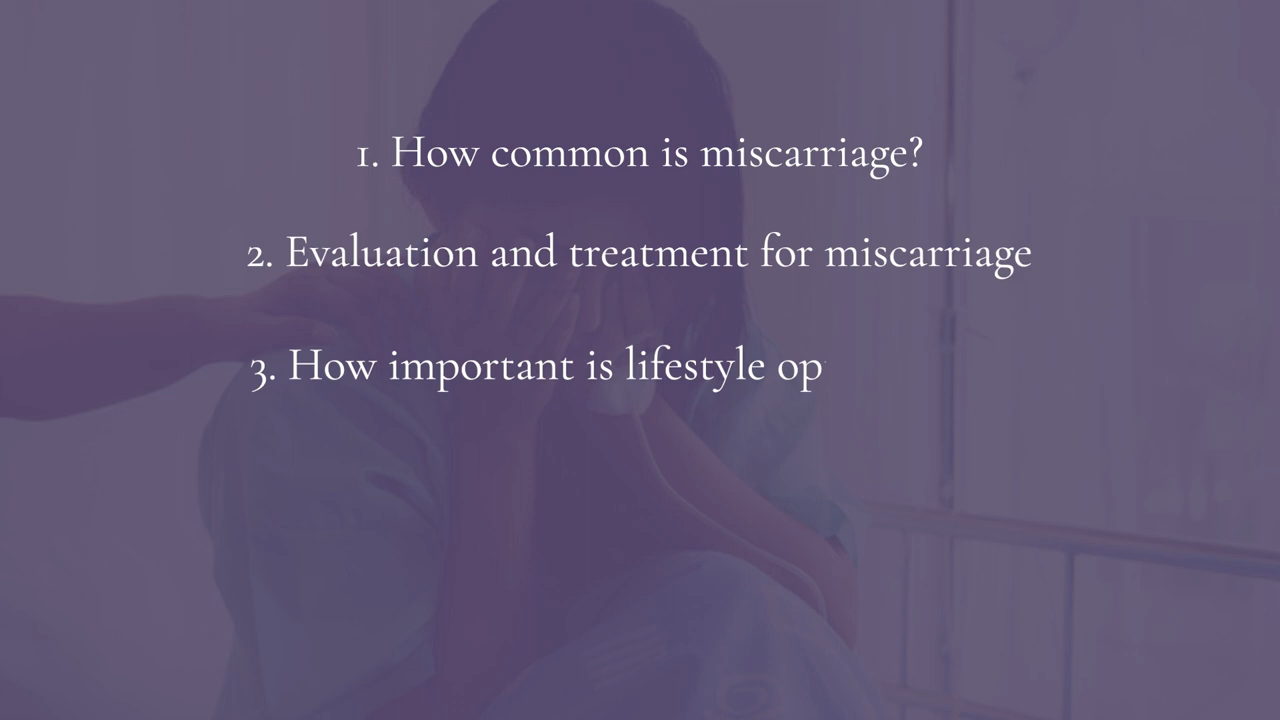 1. How common is miscarriage?
2. Evaluation and treatment for miscarriage
3. How important is lifestyle op